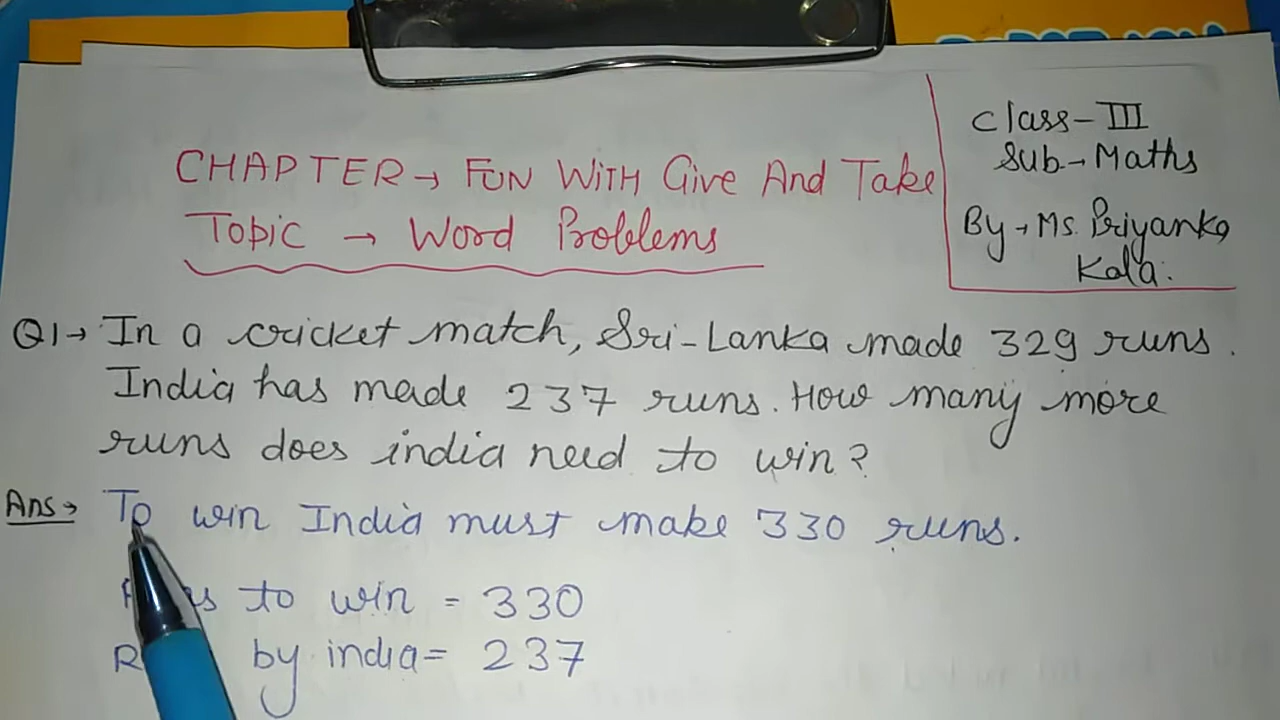 CHAPTER → FUN WITH Give And Take
Topic → Word Problems
Class-III
Sub→Maths
By→Ms. Priyanka
Kala.
Q1→ In a cricket match, Sri-Lanka made 329 runs.
India has made 237 runs. How many more
runs does india need to win?
Ans→ To win India must make 330 runs.
to win = 330
by india= 237